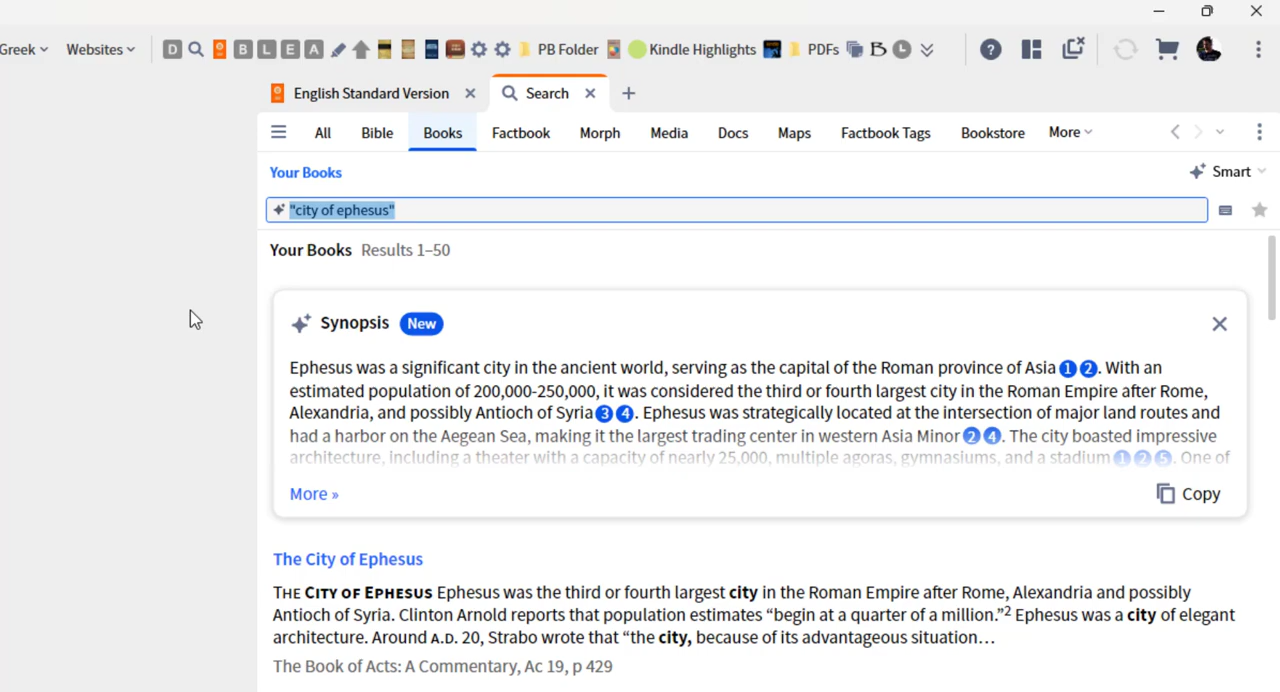 Greek Websites D B L E A PB Folder Kindle Highlights PDFs B ?
English Standard Version Search
All Bible Books Factbook Morph Media Docs Maps Factbook Tags Bookstore More
Your Books Smart
"city of ephesus"
Your Books Results 1–50
Synopsis New
Ephesus was a significant city in the ancient world, serving as the capital of the Roman province of Asia 1 2. With an
estimated population of 200,000-250,000, it was considered the third or fourth largest city in the Roman Empire after Rome,
Alexandria, and possibly Antioch of Syria 3 4. Ephesus was strategically located at the intersection of major land routes and
had a harbor on the Aegean Sea, making it the largest trading center in western Asia Minor 2 4. The city boasted impressive
architecture, including a theater with a capacity of nearly 25,000, multiple agoras, gymnasiums, and a stadium 1 2 5. One of
More » Copy
The City of Ephesus
THE CITY OF EPHESUS Ephesus was the third or fourth largest city in the Roman Empire after Rome, Alexandria and possibly
Antioch of Syria. Clinton Arnold reports that population estimates “begin at a quarter of a million.”2 Ephesus was a city of elegant
architecture. Around A.D. 20, Strabo wrote that “the city, because of its advantageous situation…
The Book of Acts: A Commentary, Ac 19, p 429